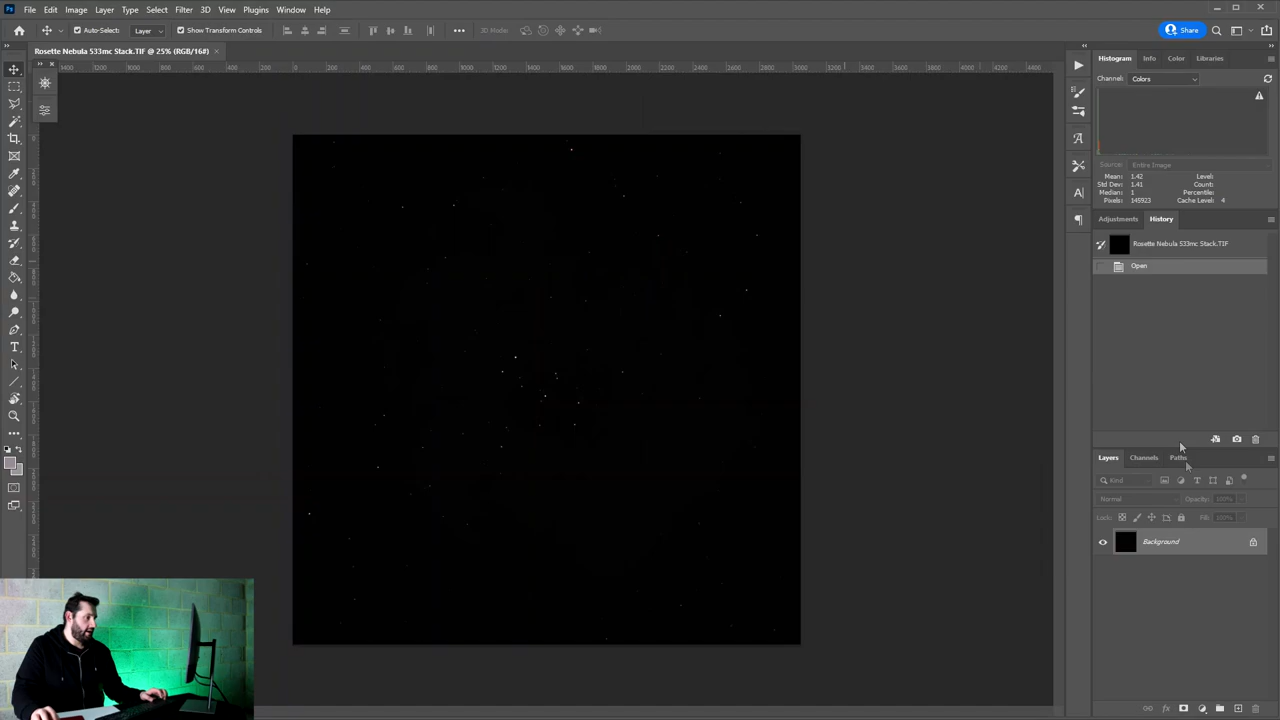 Ps File Edit Image Layer Type Select Filter 3D View Plugins Window Help
Auto-Select: Layer Show Transform Controls 3D Mode: Share
Rosette Nebula 533mc Stack.TIF @ 25% (RGB/16#)
Histogram Info Color Libraries
Channel: Colors
Source: Entire Image
Mean: 1.42 Level:
Std Dev: 1.41 Count:
Median: 1 Percentile:
Pixels: 145923 Cache Level: 4
Adjustments History
Rosette Nebula 533mc Stack.TIF
Open
Layers Channels Paths
Kind
Normal Opacity: 100%
Lock: Fill: 100%
Background